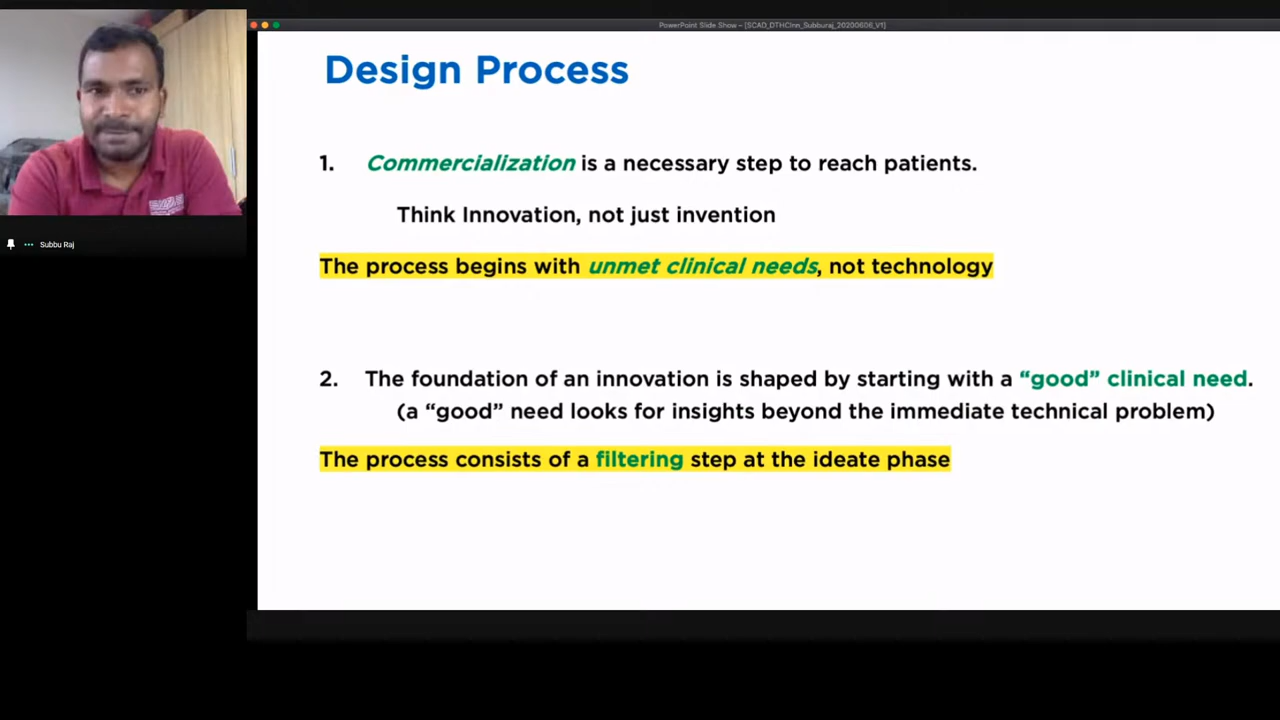 PowerPoint Slide Show - [SCAD_DTHCInn_Subburaj_20200606_V1]
Design Process
1. Commercialization is a necessary step to reach patients.
Think Innovation, not just invention
The process begins with unmet clinical needs, not technology
Subbu Raj
2. The foundation of an innovation is shaped by starting with a “good” clinical need.
(a “good” need looks for insights beyond the immediate technical problem)
The process consists of a filtering step at the ideate phase